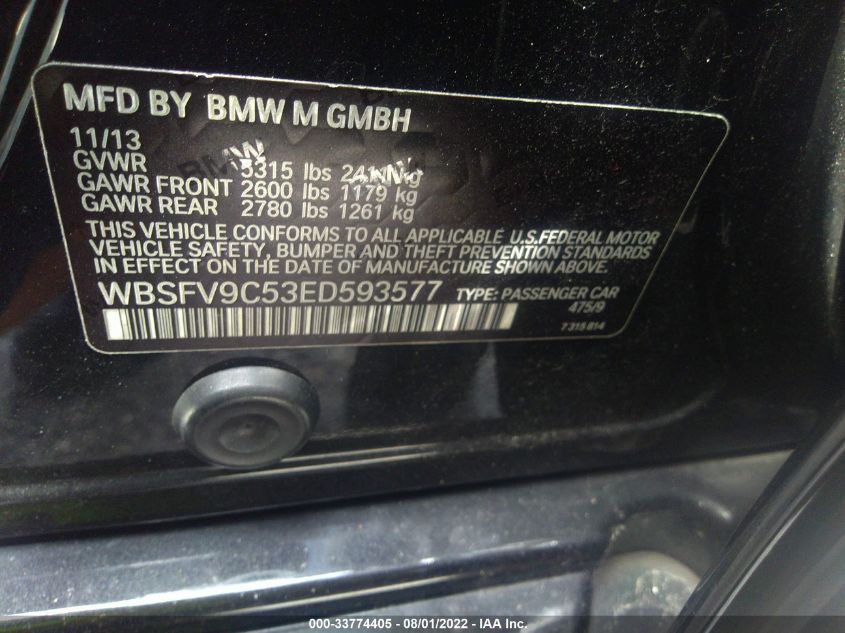 MFD BY BMW M GMBH
11/13
GVWR 5315 lbs kg
GAWR FRONT 2600 lbs 1179 kg
GAWR REAR 2780 lbs 1261 kg
THIS VEHICLE CONFORMS TO ALL APPLICABLE U.S.FEDERAL MOTOR
VEHICLE SAFETY, BUMPER AND THEFT PREVENTION STANDARDS
IN EFFECT ON THE DATE OF MANUFACTURE SHOWN ABOVE.
WBSFV9C53ED593577 TYPE: PASSENGER CAR
475/9
7315814
000-33774405 - 08/01/2022 - IAA Inc.